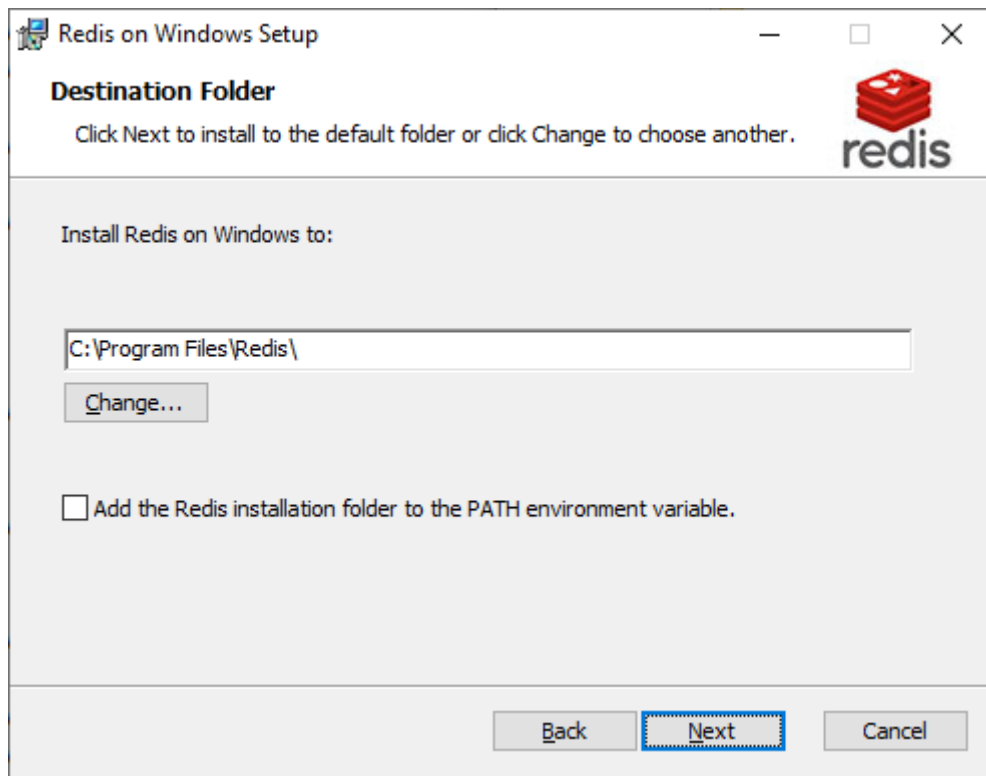 Redis on Windows Setup
Destination Folder
Click Next to install to the default folder or click Change to choose another.
redis
Install Redis on Windows to:
C:\Program Files\Redis\
Change...
Add the Redis installation folder to the PATH environment variable.
Back Next Cancel